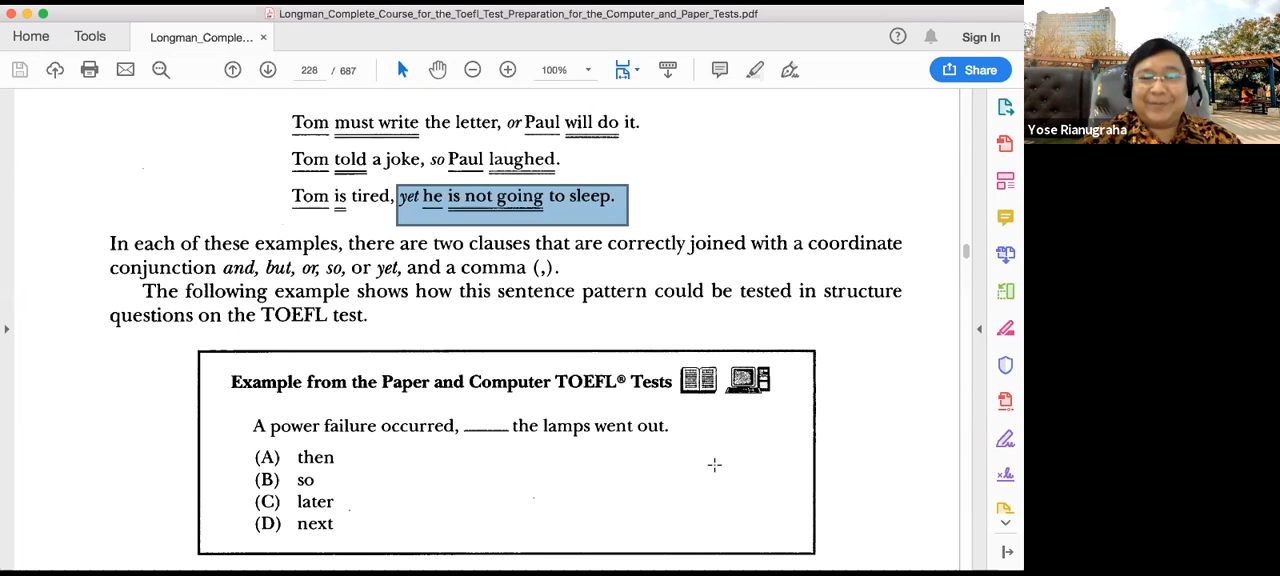 Longman_Complete_Course_for_the_Toefl_Test_Preparation_for_the_Computer_and_Paper_Tests.pdf
Home Tools Longman_Comple... × Sign In
228 / 687 100% Share
Yose Rianugraha
Tom must write the letter, or Paul will do it.
Tom told a joke, so Paul laughed.
Tom is tired, yet he is not going to sleep.
In each of these examples, there are two clauses that are correctly joined with a coordinate
conjunction and, but, or, so, or yet, and a comma (,).
The following example shows how this sentence pattern could be tested in structure
questions on the TOEFL test.
Example from the Paper and Computer TOEFL® Tests
A power failure occurred, _____ the lamps went out.
(A) then
(B) so
(C) later
(D) next